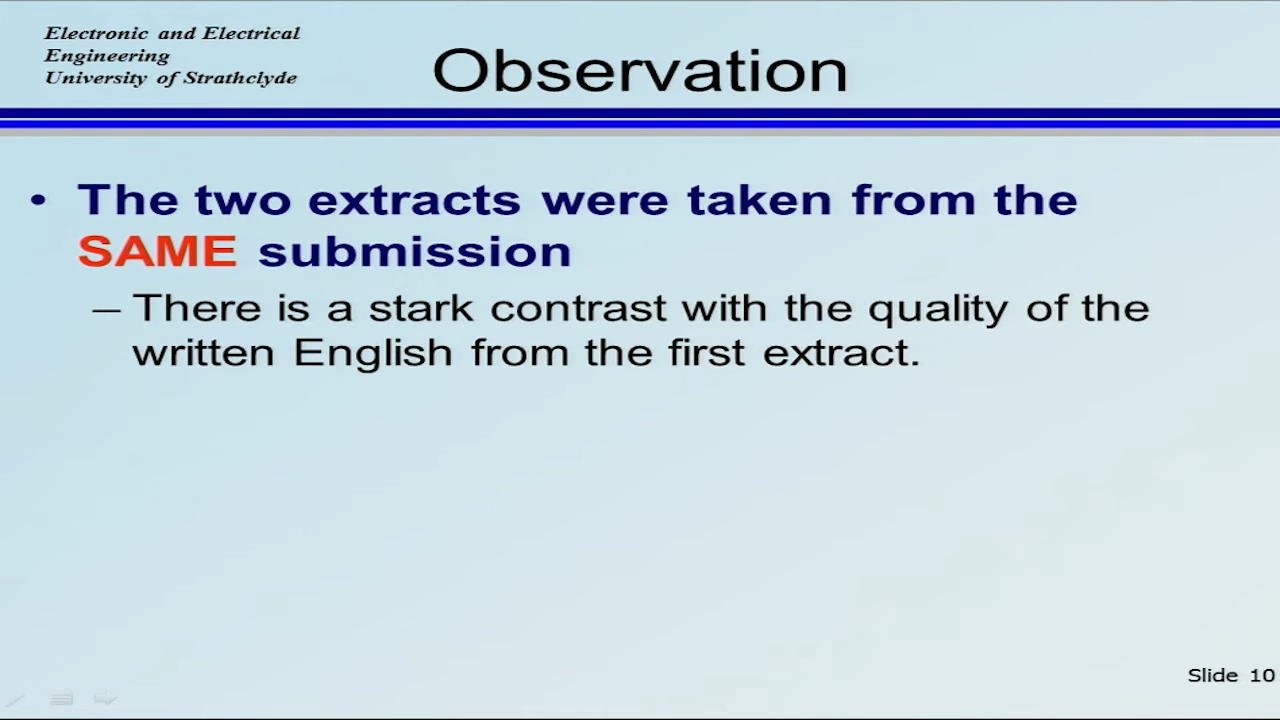 Electronic and Electrical
Engineering
University of Strathclyde
Observation
• The two extracts were taken from the
SAME submission
– There is a stark contrast with the quality of the
written English from the first extract.
Slide 10